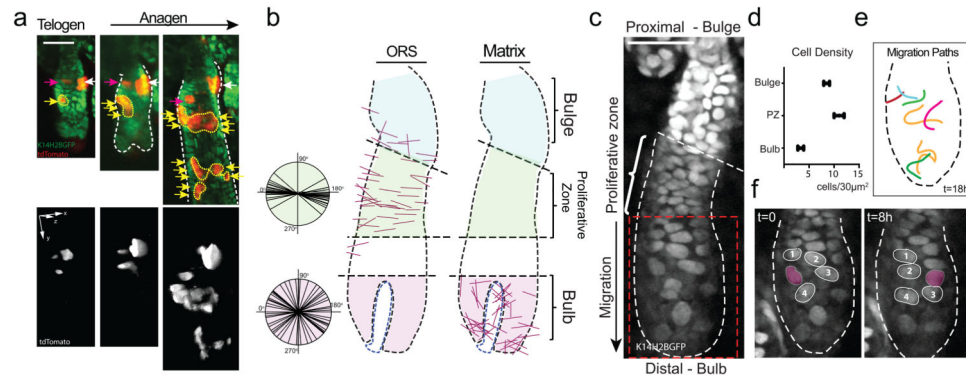 a
Telogen
Anagen
K14H2BGFP
tdTomato
x
z
y
tdTomato
b
ORS
Matrix
90°
0°
180°
270°
90°
0°
180°
270°
Bulge
Proliferative
Zone
Bulb
c
Proximal - Bulge
Proliferative zone
Migration
K14H2BGFP
Distal - Bulb
d
Cell Density
Bulge
PZ
Bulb
5
10
15
cells/30µm²
e
Migration Paths
t=18h
f
t=0
1
2
3
4
t=8h
1
2
3
4